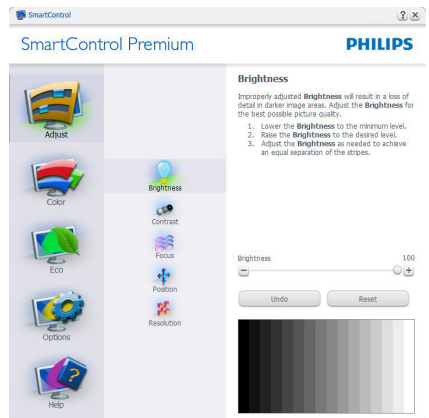 SmartControl
SmartControl Premium
PHILIPS
Adjust
Color
Eco
Options
Help
Brightness
Contrast
Focus
Position
Resolution
Brightness
Improperly adjusted Brightness will result in a loss of
detail in darker image areas. Adjust the Brightness for
the best possible picture quality.
1. Lower the Brightness to the minimum level.
2. Raise the Brightness to the desired level.
3. Adjust the Brightness as needed to achieve
an equal separation of the stripes.
Brightness 100
Undo Reset